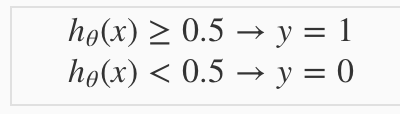 hθ(x) ≥ 0.5 → y = 1
hθ(x) < 0.5 → y = 0